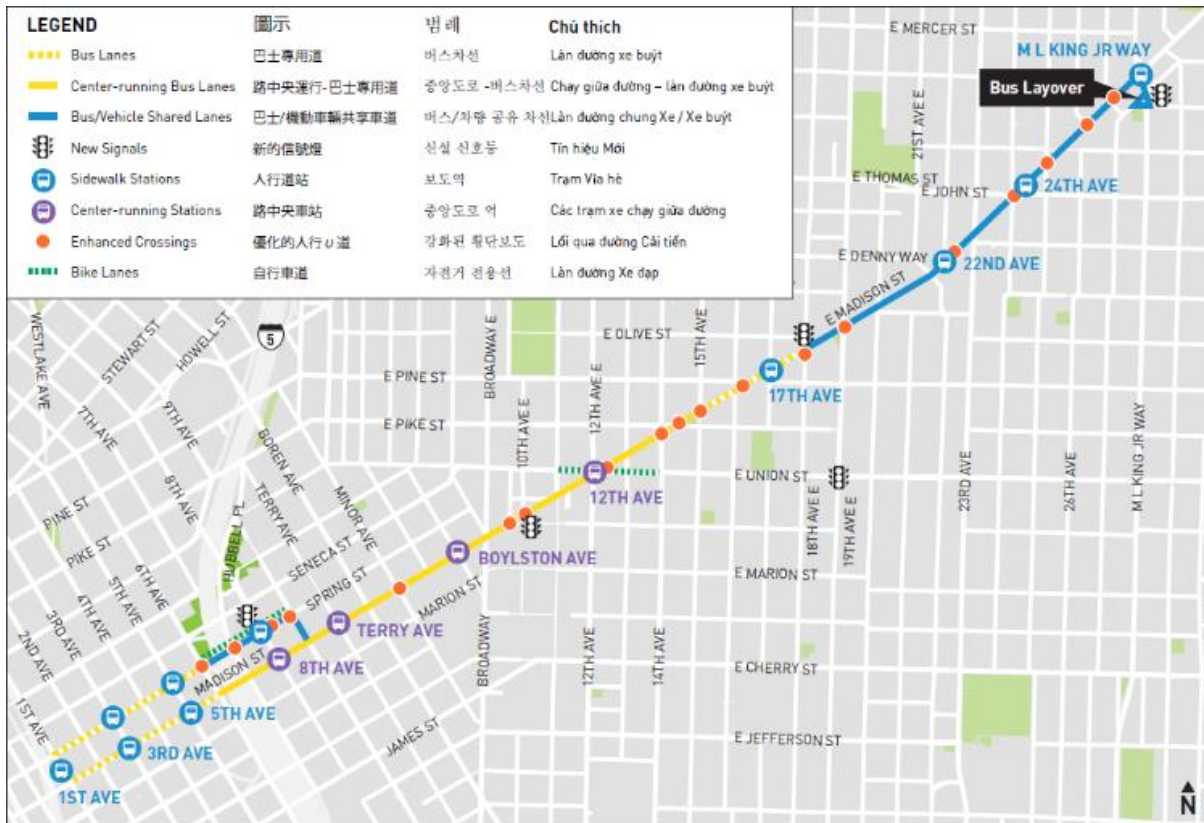 LEGEND 圖示 범례 Chú thích
Bus Lanes 巴士專用道 버스차선 Làn đường xe buýt
Center-running Bus Lanes 路中央運行-巴士專用道 중앙도로 -버스차선 Chạy giữa đường – làn đường xe buýt
Bus/Vehicle Shared Lanes 巴士/機動車輛共享車道 버스/차량 공유 차선 Làn đường chung Xe / Xe buýt
New Signals 新的信號燈 신설 신호등 Tín hiệu Mới
Sidewalk Stations 人行道站 보도역 Trạm Vỉa hè
Center-running Stations 路中央車站 중앙도로 역 Các trạm xe chạy giữa đường
Enhanced Crossings 優化的人行υ道 강화된 횡단보도 Lối qua đường Cải tiến
Bike Lanes 自行車道 자전거 전용선 Làn đường Xe đạp
E MERCER ST
M L KING JR WAY
Bus Layover
21ST AVE E
E THOMAS ST
E JOHN ST
24TH AVE
E DENNY WAY
22ND AVE
E MADISON ST
WESTLAKE AVE
STEWART ST
HOWELL ST
5
BROADWAY E
E OLIVE ST
15TH AVE
E PINE ST
17TH AVE
7TH AVE
9TH AVE
12TH AVE E
E PIKE ST
10TH AVE E
BOREN AVE
8TH AVE
TERRY AVE
MINOR AVE
E UNION ST
12TH AVE
23RD AVE
26TH AVE
M L KING JR WAY
PINE ST
PIKE ST
HUBBELL PL
SENECA ST
18TH AVE E
19TH AVE E
BOYLSTON AVE
6TH AVE
5TH AVE
4TH AVE
3RD AVE
2ND AVE
1ST AVE
SPRING ST
MARION ST
E MARION ST
TERRY AVE
BROADWAY
12TH AVE
14TH AVE
MADISON ST
8TH AVE
E CHERRY ST
5TH AVE
JAMES ST
3RD AVE
E JEFFERSON ST
1ST AVE
N